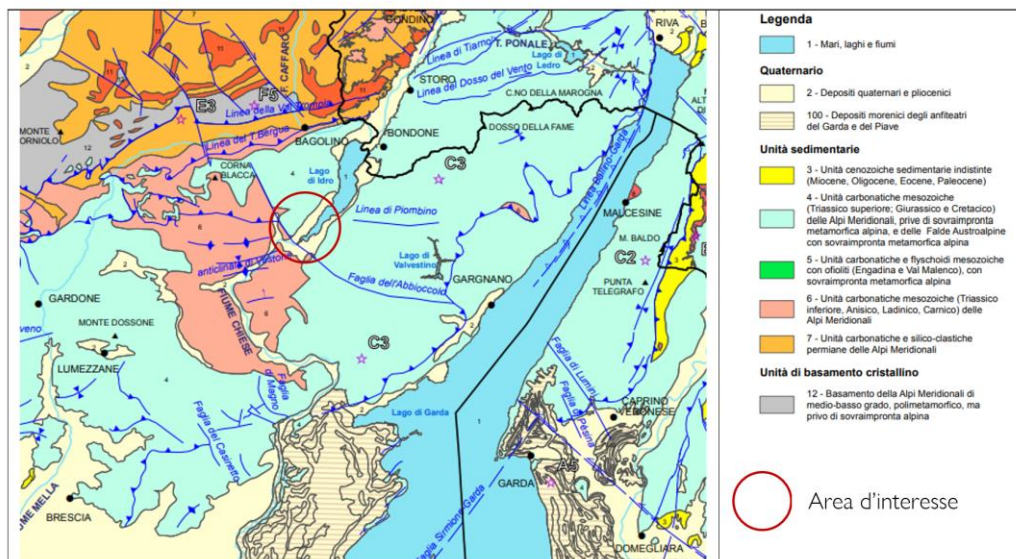 GONDINO
T. PONALE
RIVA
Lago di
Ledro
Linea di Tiarno
STORO
Linea del Dosso del Vento
C.NO DELLA MAROGNA
F. CAFFARO
F5
E3
Linea della Val Trompia
Linea del T. Bergua
BAGOLINO
BONDONE
DOSSO DELLA FAME
CORNA
BLACCA
Lago
di Idro
C3
Linea di Piombino
MALCESINE
M. BALDO
C2
Lago di
Valvestino
GARGNANO
PUNTA
TELEGRAFO
Faglia dell'Abbioccolo
GARDONE
FIUME CHIESE
MONTE DOSSONE
LUMEZZANE
C3
Faglia
di Magno
Faglia del Casinetto
Lago di Garda
CAPRINO
VERONESE
Faglia di Pesina
A5
GARDA
Faglia Sirmione-Garda
BRESCIA
DOMEGLIARA
Legenda
1 - Mari, laghi e fiumi
Quaternario
2 - Depositi quaternari e pliocenici
100 - Depositi morenici degli anfiteatri
del Garda e del Piave
Unità sedimentarie
3 - Unità cenozoiche sedimentarie indistinte
(Miocene, Oligocene, Eocene, Paleocene)
4 - Unità carbonatiche mesozoiche
(Triassico superiore; Giurassico e Cretacico)
delle Alpi Meridionali, prive di sovraimpronta
metamorfica alpina, e delle Falde Austroalpine
con sovraimpronta metamorfica alpina
5 - Unità carbonatiche e flyschoidi mesozoiche
con ofioliti (Engadina e Val Malenco), con
sovraimpronta metamorfica alpina
6 - Unità carbonatiche mesozoiche (Triassico
inferiore, Anisico, Ladinico, Carnico) delle
Alpi Meridionali
7 - Unità carbonatiche e silico-clastiche
permiane delle Alpi Meridionali
Unità di basamento cristallino
12 - Basamento della Alpi Meridionali di
medio-basso grado, polimetamorfico, ma
privo di sovraimpronta alpina
Area d'interesse